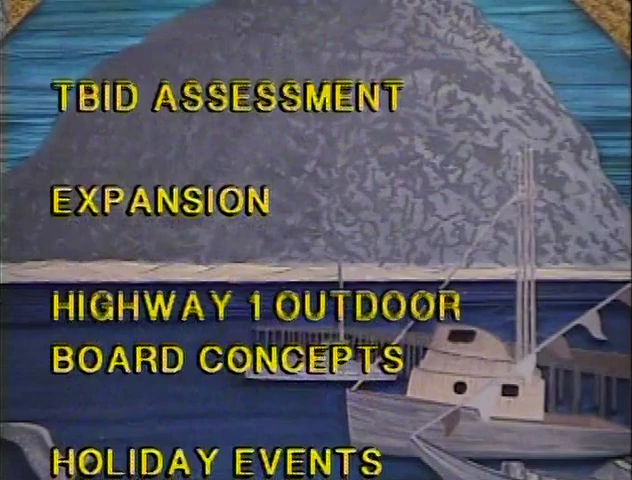 TBID ASSESSMENT
EXPANSION
HIGHWAY 1 OUTDOOR
BOARD CONCEPTS
HOLIDAY EVENTS